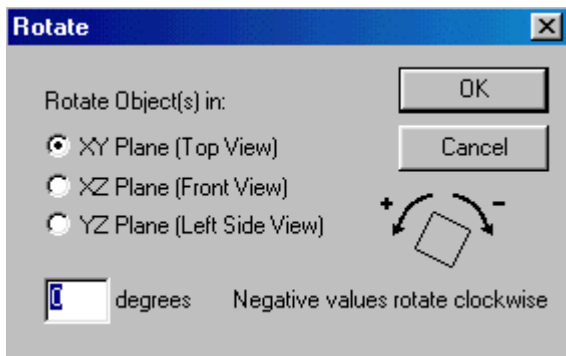 Rotate
Rotate Object(s) in:
OK
XY Plane (Top View)
Cancel
XZ Plane (Front View)
YZ Plane (Left Side View)
+ -
0 degrees Negative values rotate clockwise